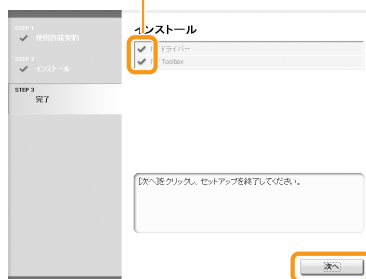 インストール
STEP 1
使用許諾契約
ドライバー
Toolbox
STEP 2
インストール
STEP 3
完了
[次へ]をクリックし、セットアップを終了してください。
次へ